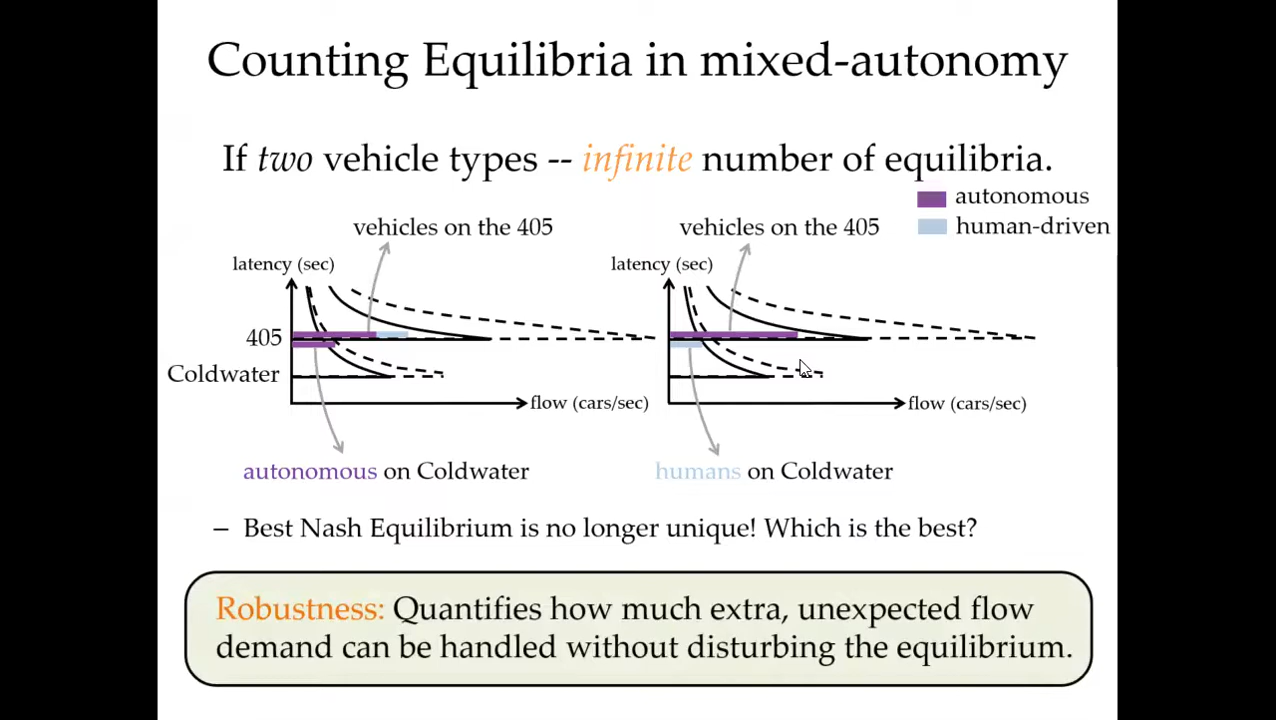 Counting Equilibria in mixed-autonomy
If two vehicle types -- infinite number of equilibria.
autonomous
human-driven
vehicles on the 405
vehicles on the 405
latency (sec)
latency (sec)
405
Coldwater
flow (cars/sec)
flow (cars/sec)
autonomous on Coldwater
humans on Coldwater
– Best Nash Equilibrium is no longer unique! Which is the best?
Robustness: Quantifies how much extra, unexpected flow
demand can be handled without disturbing the equilibrium.